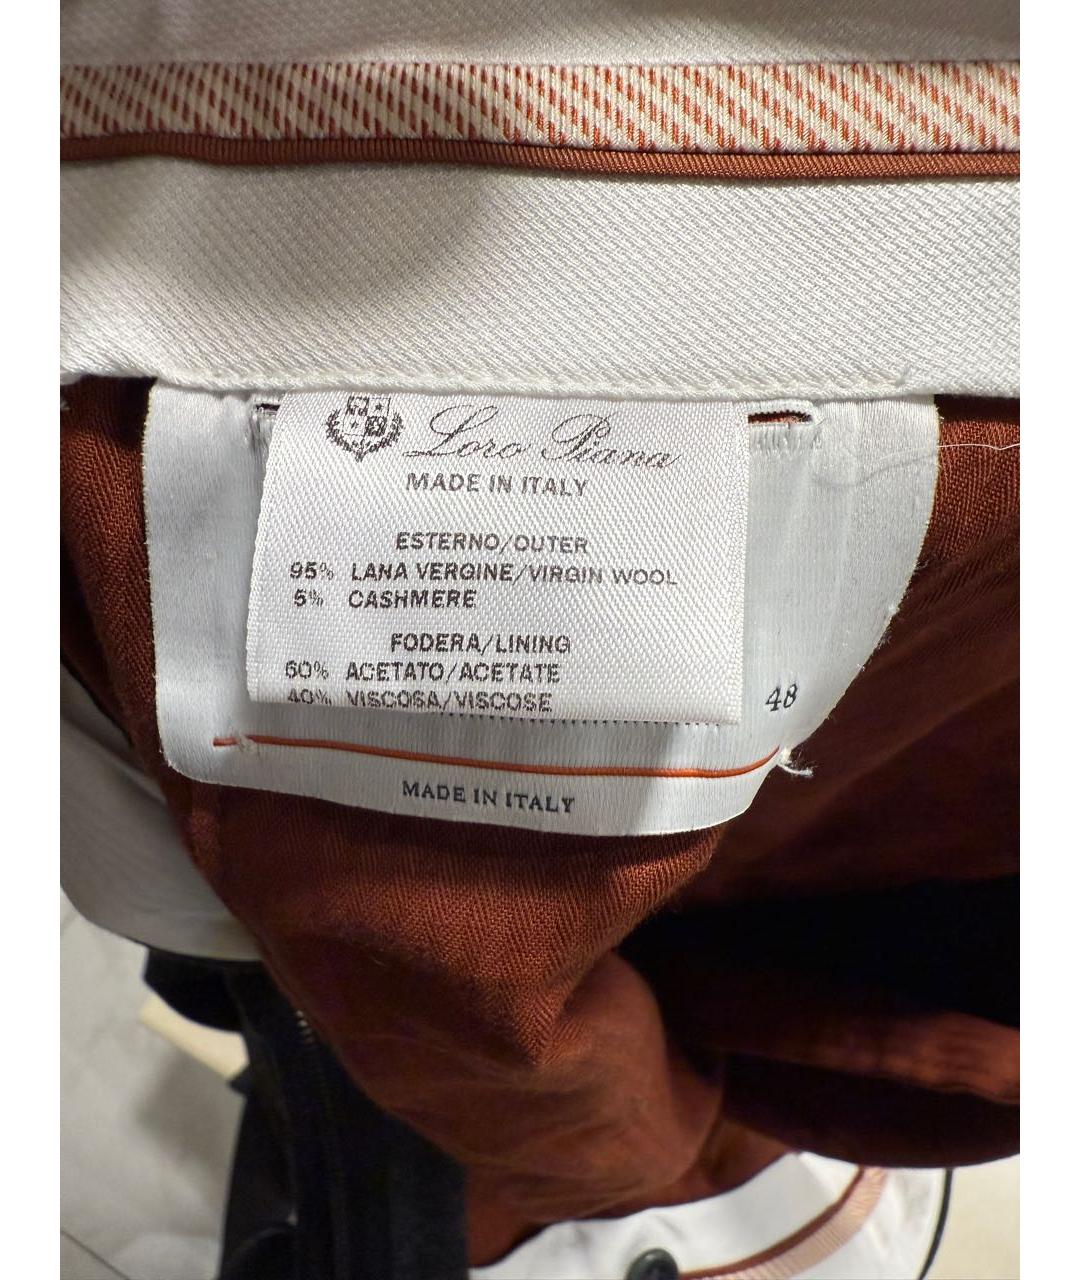 Loro Piana
MADE IN ITALY
ESTERNO/OUTER
95% LANA VERGINE/VIRGIN WOOL
5% CASHMERE
FODERA/LINING
60% ACETATO/ACETATE
40% VISCOSA/VISCOSE
48
MADE IN ITALY